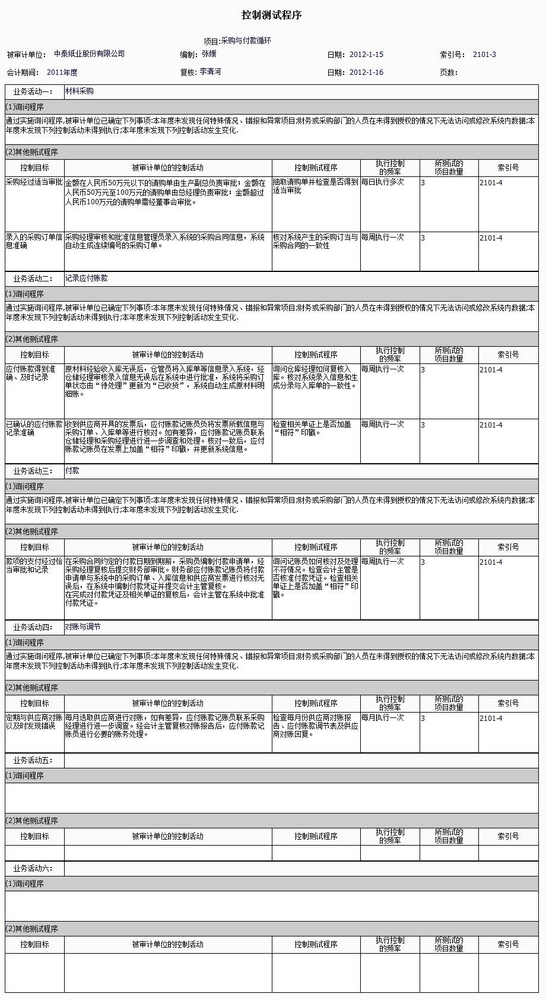 控制测试程序
项目:采购与付款循环
被审计单位： 中泰纸业股份有限公司 编制：张媛 日期：2012-1-15 索引号： 2101-3
会计期间： 2011年度 复核: 李清河 日期：2012-1-16 页数：
业务活动一： 材料采购
(1)询问程序
通过实施询问程序,被审计单位已确定下列事项:本年度未发现任何特殊情况、错报和异常项目;财务或采购部门的人员在未得到授权的情况下无法访问或修改系统内数据;本
年度未发现下列控制活动未得到执行;本年度未发现下列控制活动发生变化.
(2)其他测试程序
控制目标 被审计单位的控制活动 控制测试程序 执行控制 所测试的 索引号
的频率 项目数量
采购经过适当审批 金额在人民币50万元以下的请购单由生产副总负责审批；金额在 抽取请购单并检查是否得到 每日执行多次 3 2101-4
人民币50万元至100万元的请购单由总经理负责审批；金额超过 适当审批
人民币100万元的请购单需经董事会审批。
录入的采购订单信 采购经理审核和批准信息管理员录入系统的采购合同信息，系统 核对系统产生的采购订当与 每周执行一次 3 2101-4
息准确 自动生成连续编号的采购订单。 采购合同的一致性
业务活动二： 记录应付账款
(1)询问程序
通过实施询问程序,被审计单位已确定下列事项:本年度未发现任何特殊情况、错报和异常项目;财务或采购部门的人员在未得到授权的情况下无法访问或修改系统内数据;本
年度未发现下列控制活动未得到执行;本年度未发现下列控制活动发生变化.
(2)其他测试程序
控制目标 被审计单位的控制活动 控制测试程序 执行控制 所测试的 索引号
的频率 项目数量
应付账款得到准 原材料经验收入库无误后，仓管员将入库单等信息录入系统，经 询问仓库经理如何复核入 每周执行一次 3 2101-4
确、及时记录 仓储经理审核录入信息无误后在系统中进行批准，系统将采购订 库。核对系统录入信息和生
单状态由“待处理”更新为“已收货”，系统自动生成原材料明 成分录与入库单的一致性。
细账。
已确认的应付账款 收到供应商开具的发票后，应付账款记账员负将发票所载信息与 检查相关单证上是否加盖 每周执行一次 3 2101-4
记录准确 采购订单、入库单等进行核对。如有差异，应付账款记账员联系 “相符”印戳。
仓储经理和采购经理进行进一步调查和处理。核对一致后，应付
账款记账员在发票上加盖“相符”印戳，并更新系统信息。
业务活动三： 付款
(1)询问程序
通过实施询问程序,被审计单位已确定下列事项:本年度未发现任何特殊情况、错报和异常项目;财务或采购部门的人员在未得到授权的情况下无法访问或修改系统内数据;本
年度未发现下列控制活动未得到执行;本年度未发现下列控制活动发生变化.
(2)其他测试程序
控制目标 被审计单位的控制活动 控制测试程序 执行控制 所测试的 索引号
的频率 项目数量
款项的支付经过恰 在采购合同约定的付款日期到期前，采购员编制付款申请单，经 询问记账员如何核对及处理 每周执行一次 3 2101-4
当审批和记录 采购经理复核后提交财务部审批。财务部应付账款记账员将付款 不符情况。检查会计主管是
申请单与系统中的采购订单、入库信息和供应商发票进行核对无 否核准付款凭证。检查相关
误后，在系统中编制付款凭证并提交会计主管复核。 单证上是否加盖“相符”印
在完成对付款凭证及相关单证的复核后，会计主管在系统中批准 戳。
付款凭证。
业务活动四： 对账与调节
(1)询问程序
通过实施询问程序,被审计单位已确定下列事项:本年度未发现任何特殊情况、错报和异常项目;财务或采购部门的人员在未得到授权的情况下无法访问或修改系统内数据;本
年度未发现下列控制活动未得到执行;本年度未发现下列控制活动发生变化.
(2)其他测试程序
控制目标 被审计单位的控制活动 控制测试程序 执行控制 所测试的 索引号
的频率 项目数量
定期与供应商对账 每月选取供应商进行对账，如有差异，应付账款记账员联系采购 检查每月份供应商对账报 每月执行一次 3 2101-4
以及时发现错误 经理进行进一步调查。经会计主管复核对账报告后，应付账款记 告、应付账款调节表及供应
账员进行必要的账务处理。 商对账回复。
业务活动五：
(1)询问程序
(2)其他测试程序
控制目标 被审计单位的控制活动 控制测试程序 执行控制 所测试的 索引号
的频率 项目数量
业务活动六：
(1)询问程序
(2)其他测试程序
控制目标 被审计单位的控制活动 控制测试程序 执行控制 所测试的 索引号
的频率 项目数量